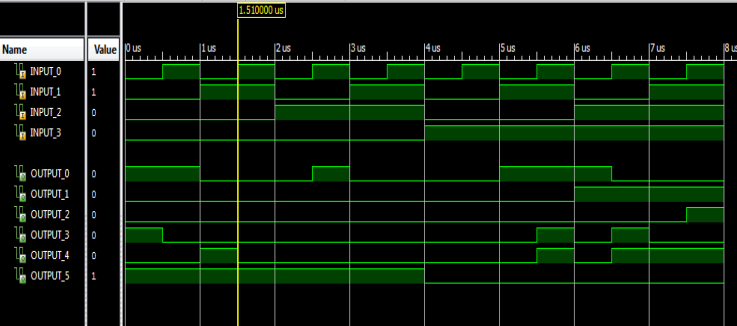 1.510000 us
Name Value 0 us 1 us 2 us 3 us 4 us 5 us 6 us 7 us 8 us
INPUT_0 1
INPUT_1 1
INPUT_2 0
INPUT_3 0
OUTPUT_0 0
OUTPUT_1 0
OUTPUT_2 0
OUTPUT_3 0
OUTPUT_4 0
OUTPUT_5 1